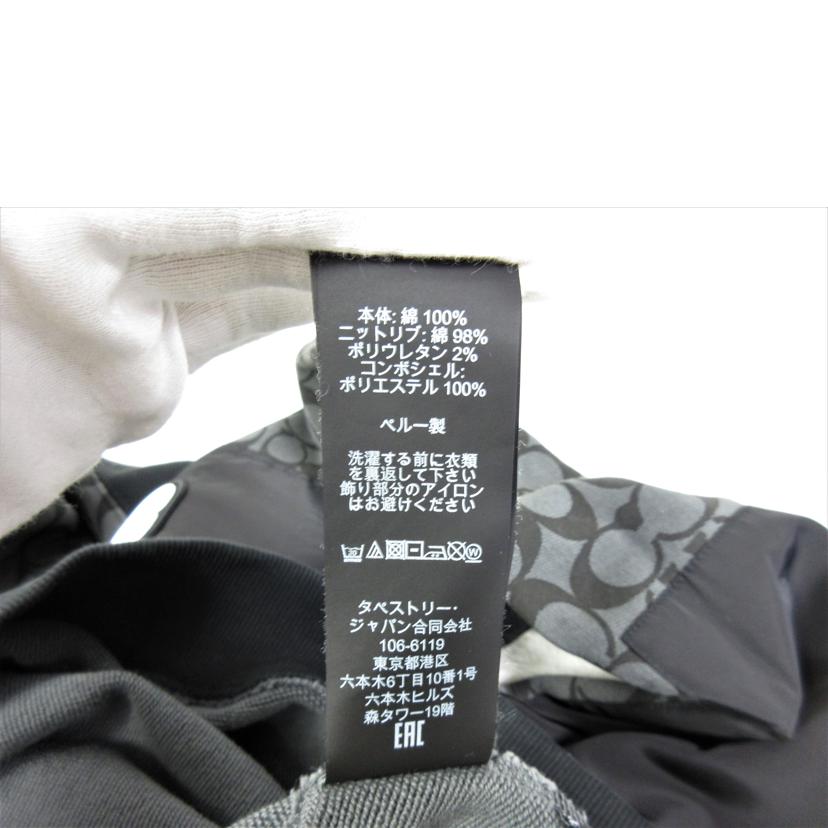 本体: 綿 100%
ニットリブ: 綿 98%
ポリウレタン 2%
コンポシェル:
ポリエステル 100%
ペルー製
洗濯する前に衣類
を裏返して下さい
飾り部分のアイロン
はお避けください
タペストリー・
ジャパン合同会社
106-6119
東京都港区
六本木6丁目10番1号
六本木ヒルズ
森タワー19階
EAC